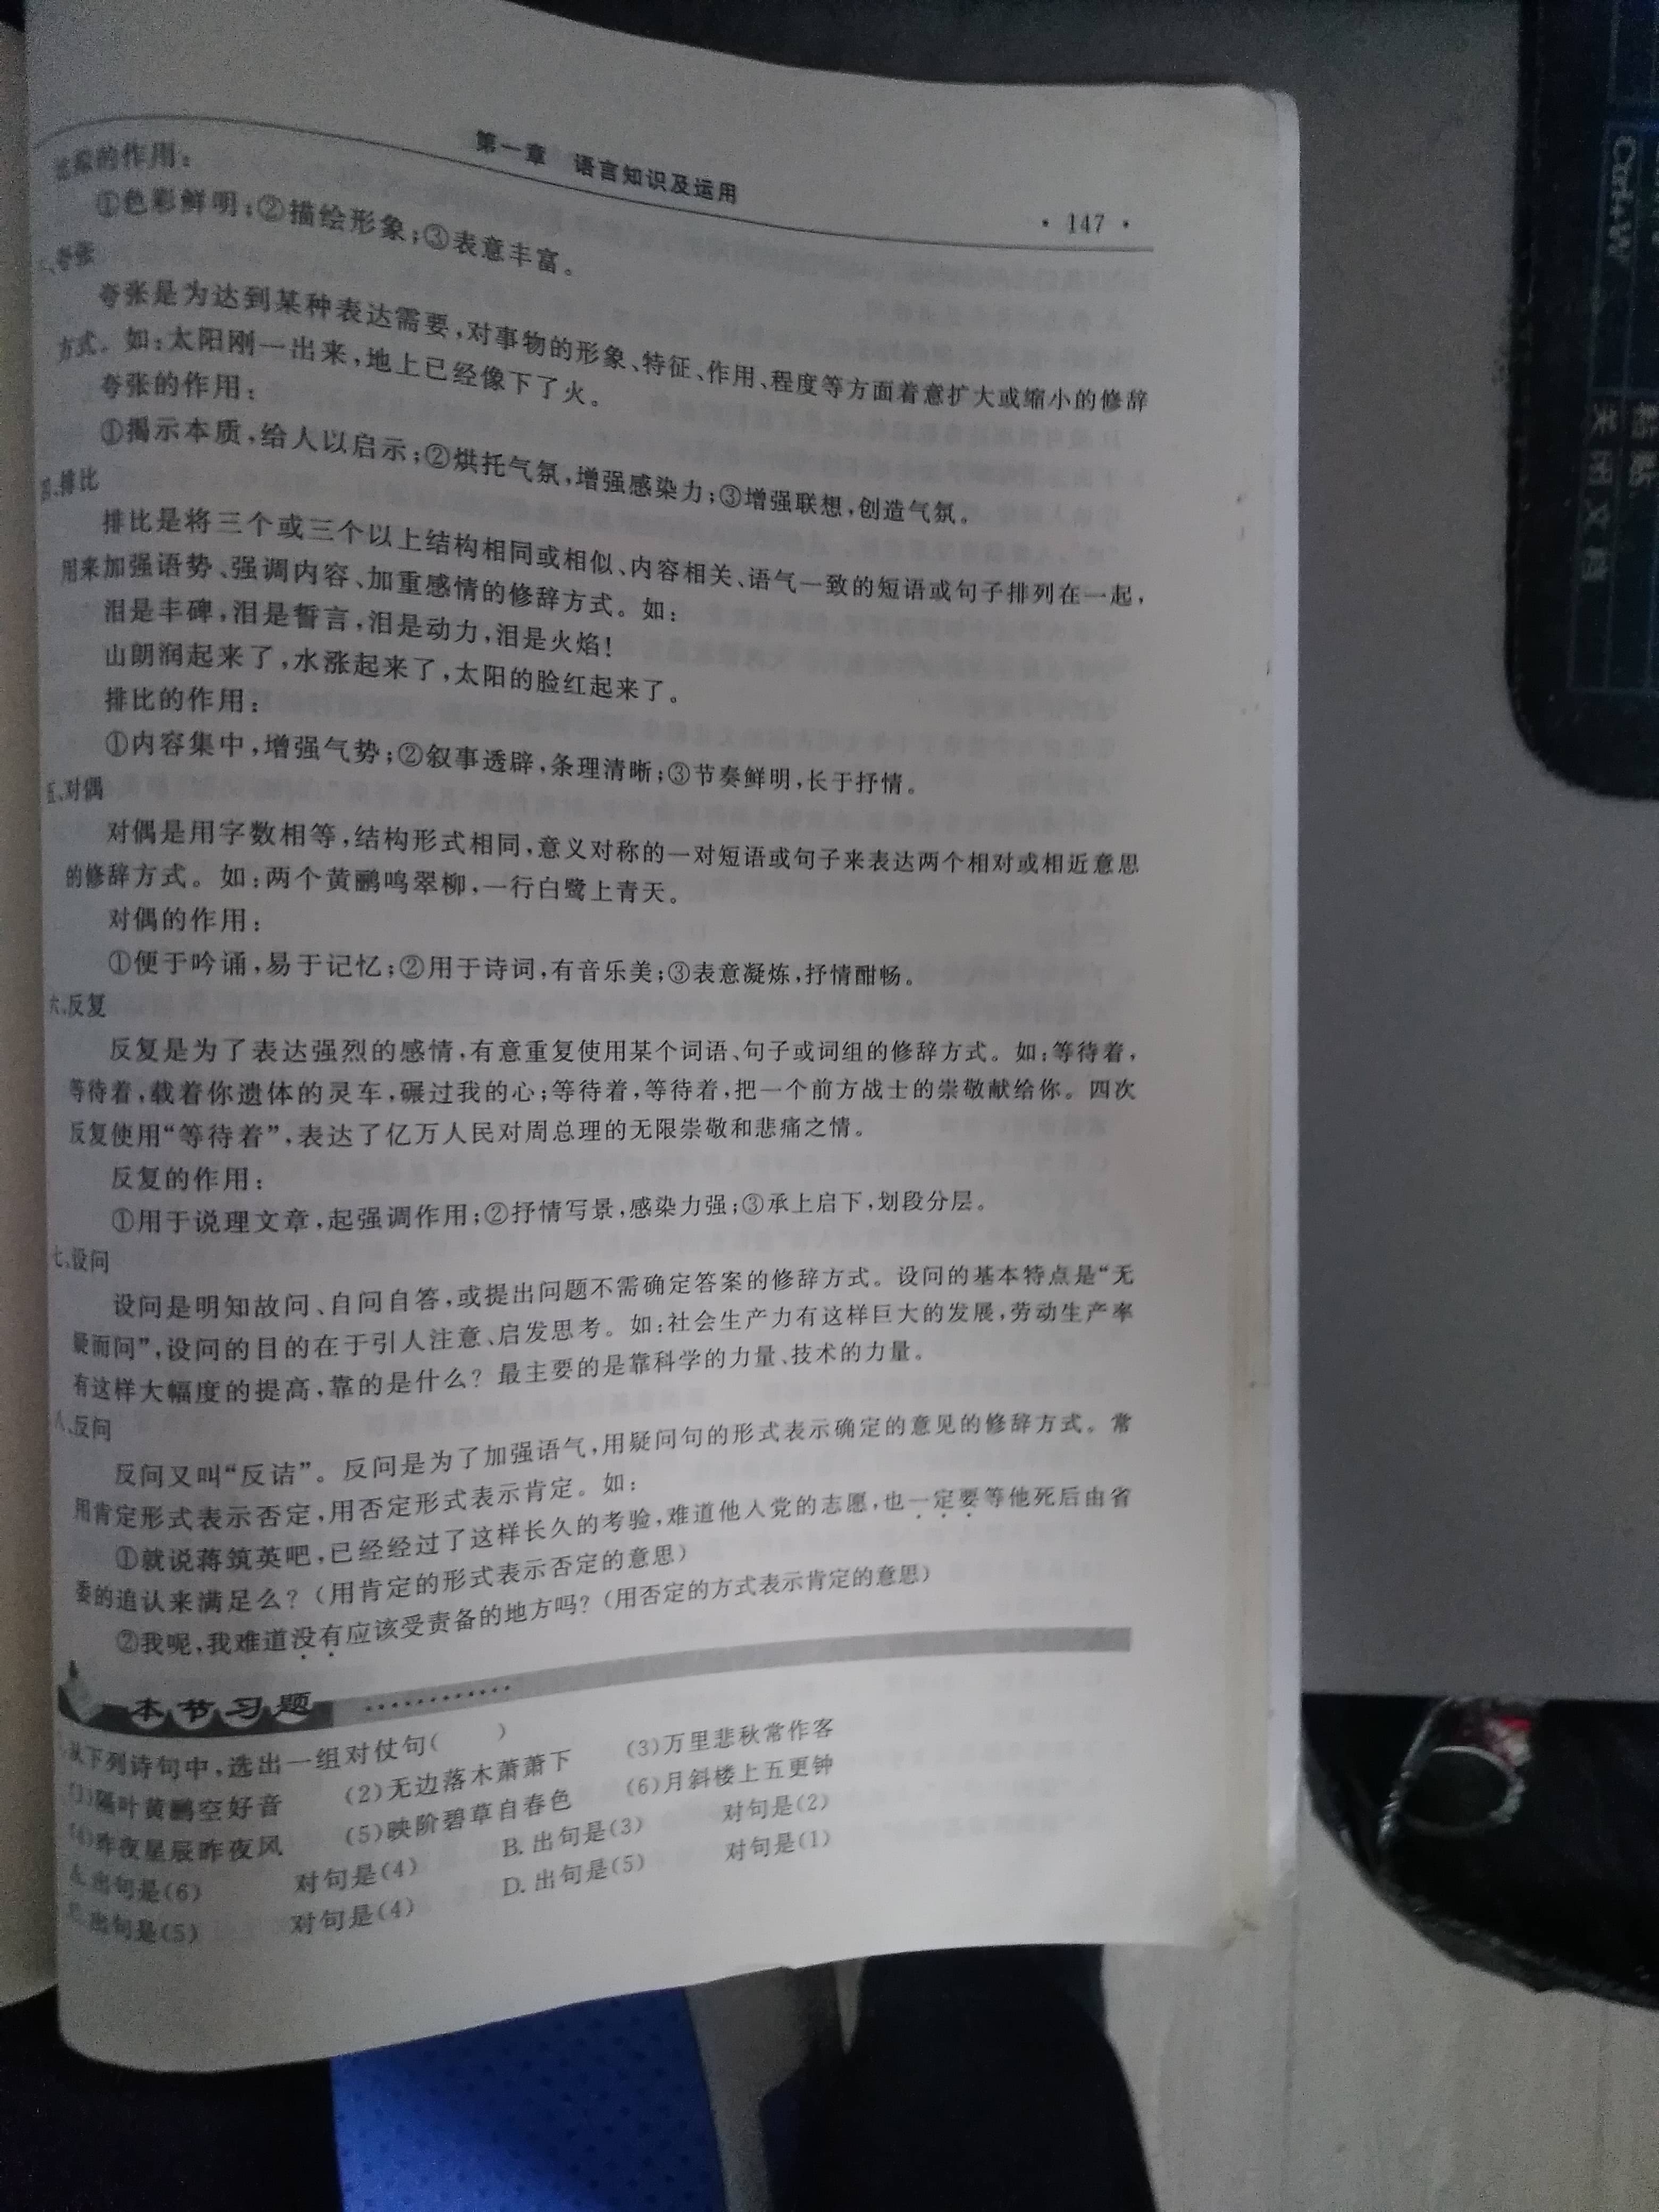 第一章 语言知识及运用
· 147 ·
的作用：
①色彩鲜明；②描绘形象；③表意丰富。
、夸张
夸张是为达到某种表达需要，对事物的形象、特征、作用、程度等方面着意扩大或缩小的修辞
方式。如：太阳刚一出来，地上已经像下了火。
夸张的作用：
①揭示本质，给人以启示；②烘托气氛，增强感染力；③增强联想，创造气氛。
四、排比
排比是将三个或三个以上结构相同或相似、内容相关、语气一致的短语或句子排列在一起，
用来加强语势、强调内容、加重感情的修辞方式。如：
泪是丰碑，泪是誓言，泪是动力，泪是火焰！
山朗润起来了，水涨起来了，太阳的脸红起来了。
排比的作用：
①内容集中，增强气势；②叙事透辟，条理清晰；③节奏鲜明，长于抒情。
五、对偶
对偶是用字数相等，结构形式相同，意义对称的一对短语或句子来表达两个相对或相近意思
的修辞方式。如：两个黄鹂鸣翠柳，一行白鹭上青天。
对偶的作用：
①便于吟诵，易于记忆；②用于诗词，有音乐美；③表意凝炼，抒情酣畅。
六、反复
反复是为了表达强烈的感情，有意重复使用某个词语、句子或词组的修辞方式。如：等待着，
等待着，载着你遗体的灵车，碾过我的心；等待着，等待着，把一个前方战士的崇敬献给你。四次
反复使用“等待着”，表达了亿万人民对周总理的无限崇敬和悲痛之情。
反复的作用：
①用于说理文章，起强调作用；②抒情写景，感染力强；③承上启下，划段分层。
七、设问
设问是明知故问、自问自答，或提出问题不需确定答案的修辞方式。设问的基本特点是“无
疑而问”，设问的目的在于引人注意、启发思考。如：社会生产力有这样巨大的发展，劳动生产率
有这样大幅度的提高，靠的是什么？最主要的是靠科学的力量、技术的力量。
八、反问
反问又叫“反诘”。反问是为了加强语气，用疑问句的形式表示确定的意见的修辞方式。常
用肯定形式表示否定，用否定形式表示肯定。如：
①就说蒋筑英吧，已经经过了这样长久的考验，难道他人党的志愿，也一定要等他死后由省
委的追认来满足么？（用肯定的形式表示否定的意思）
②我呢，我难道没有应该受责备的地方吗？（用否定的方式表示肯定的意思）
本节习题
从下列诗句中，选出一组对仗句（ ）
(1)隔叶黄鹂空好音 (2)无边落木萧萧下 (3)万里悲秋常作客
(4)昨夜星辰昨夜风 (5)映阶碧草自春色 (6)月斜楼上五更钟
A.出句是(6) 对句是(4) B.出句是(3) 对句是(2)
出句是(5) 对句是(4) D.出句是(5) 对句是(1)
Ctrl+W
粘贴
关闭文档